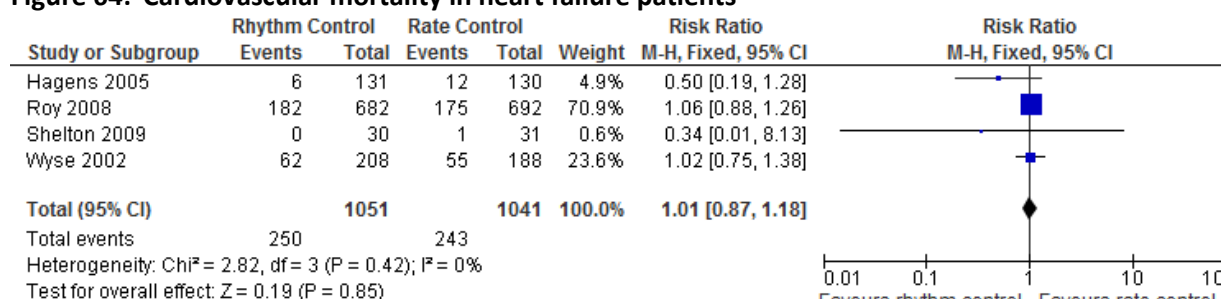 Figure 64: Cardiovascular mortality in heart failure patients
Rhythm Control Rate Control Risk Ratio Risk Ratio
Study or Subgroup Events Total Events Total Weight M-H, Fixed, 95% CI M-H, Fixed, 95% CI
Hagens 2005 6 131 12 130 4.9% 0.50 [0.19, 1.28]
Roy 2008 182 682 175 692 70.9% 1.06 [0.88, 1.26]
Shelton 2009 0 30 1 31 0.6% 0.34 [0.01, 8.13]
Wyse 2002 62 208 55 188 23.6% 1.02 [0.75, 1.38]
Total (95% CI) 1051 1041 100.0% 1.01 [0.87, 1.18]
Total events 250 243
Heterogeneity: Chi² = 2.82, df = 3 (P = 0.42); I² = 0%
0.01 0.1 1 10
Test for overall effect: Z = 0.19 (P = 0.85)
Favours rhythm control Favours rate control